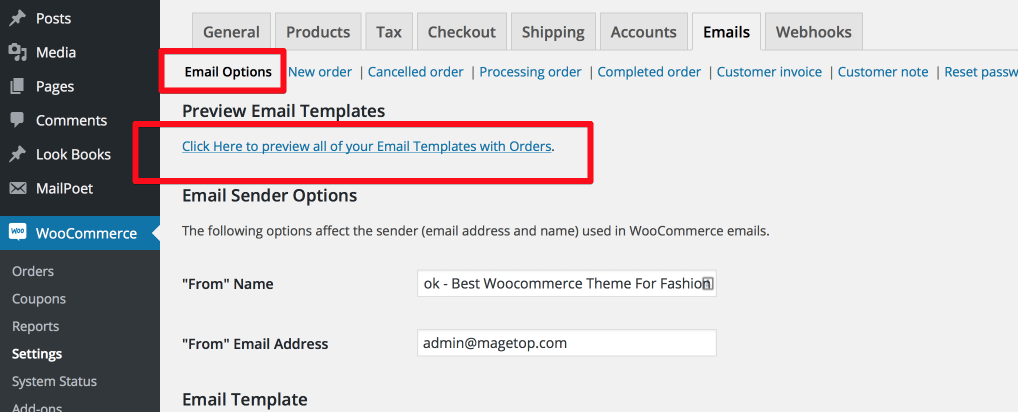 Posts
Media
Pages
Comments
Look Books
MailPoet
WooCommerce
Orders
Coupons
Reports
Settings
System Status
Add-ons
General
Products
Tax
Checkout
Shipping
Accounts
Emails
Webhooks
Email Options New order | Cancelled order | Processing order | Completed order | Customer invoice | Customer note | Reset passw
Preview Email Templates
Click Here to preview all of your Email Templates with Orders.
Email Sender Options
The following options affect the sender (email address and name) used in WooCommerce emails.
"From" Name
ok - Best Woocommerce Theme For Fashion
"From" Email Address
admin@magetop.com
Email Template